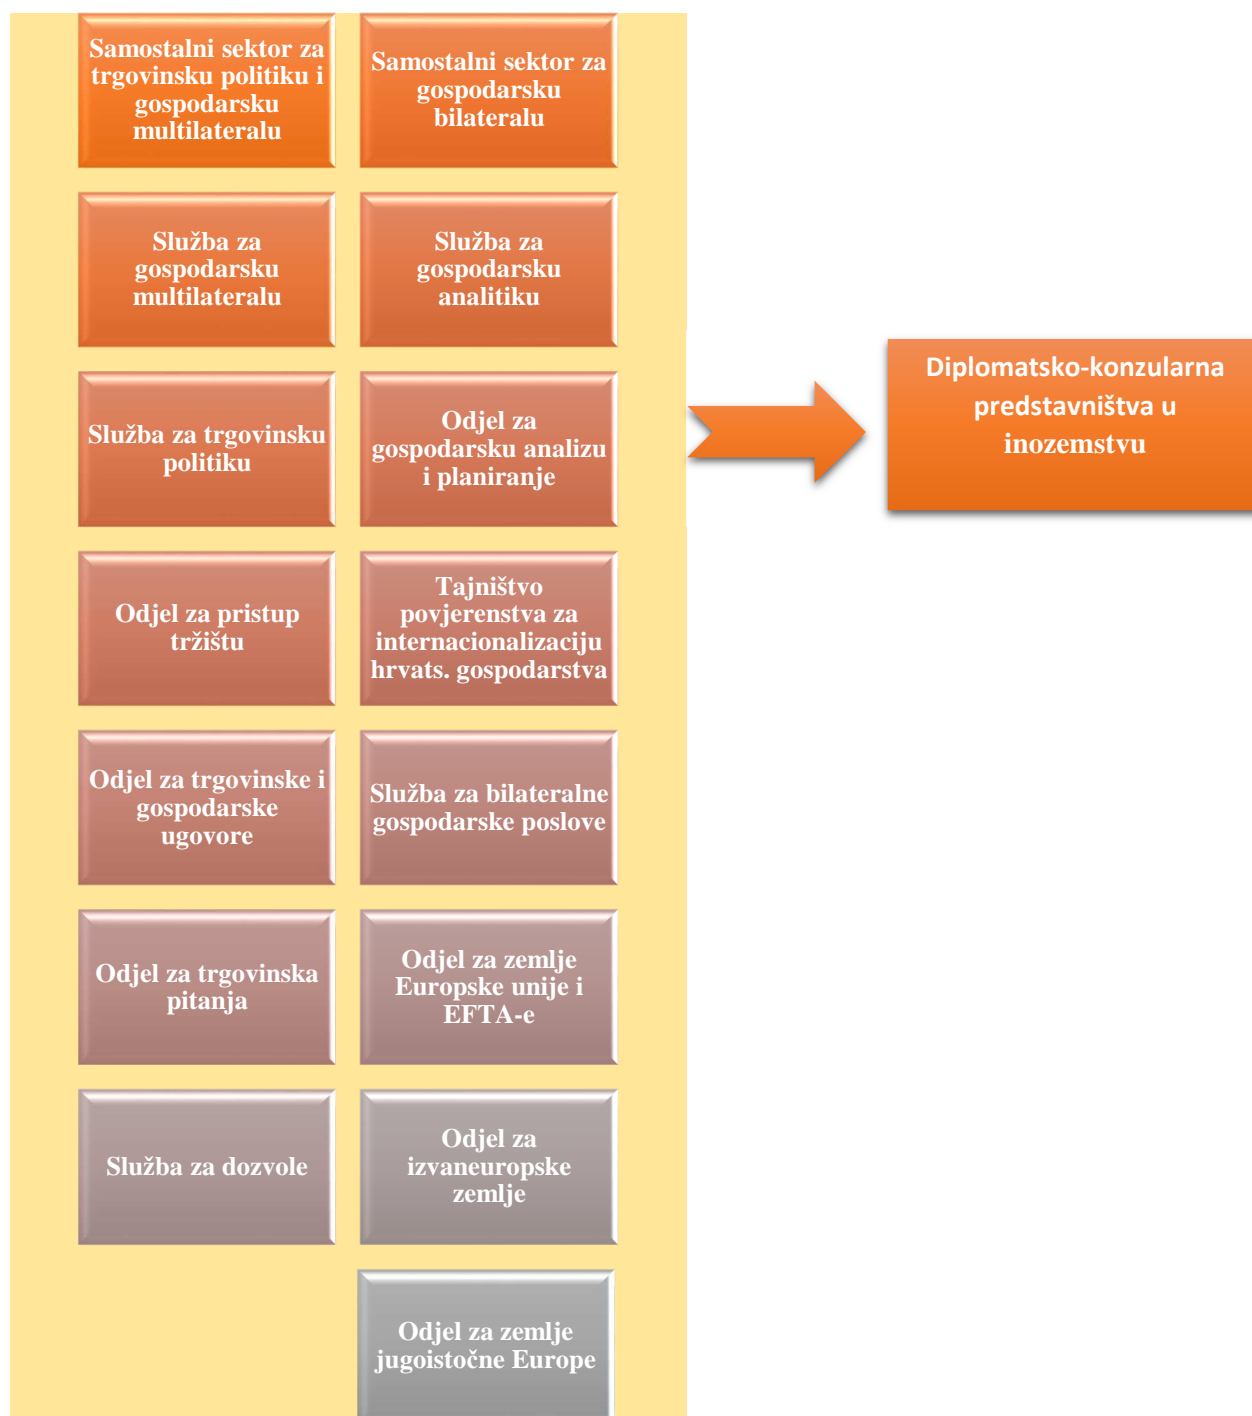 Samostalni sektor za
trgovinsku politiku i
gospodarsku
multilateralu
Samostalni sektor za
gospodarsku
bilateralu
Služba za
gospodarsku
multilateralu
Služba za
gospodarsku
analitiku
Služba za trgovinsku
politiku
Odjel za
gospodarsku analizu
i planiranje
Diplomatsko-konzularna
predstavništva u
inozemstvu
Odjel za pristup
tržištu
Tajništvo
povjerenstva za
internacionalizaciju
hrvats. gospodarstva
Odjel za trgovinske i
gospodarske
ugovore
Služba za bilateralne
gospodarske poslove
Odjel za trgovinska
pitanja
Odjel za zemlje
Europske unije i
EFTA-e
Služba za dozvole
Odjel za
izvaneuropske
zemlje
Odjel za zemlje
jugoistočne Europe